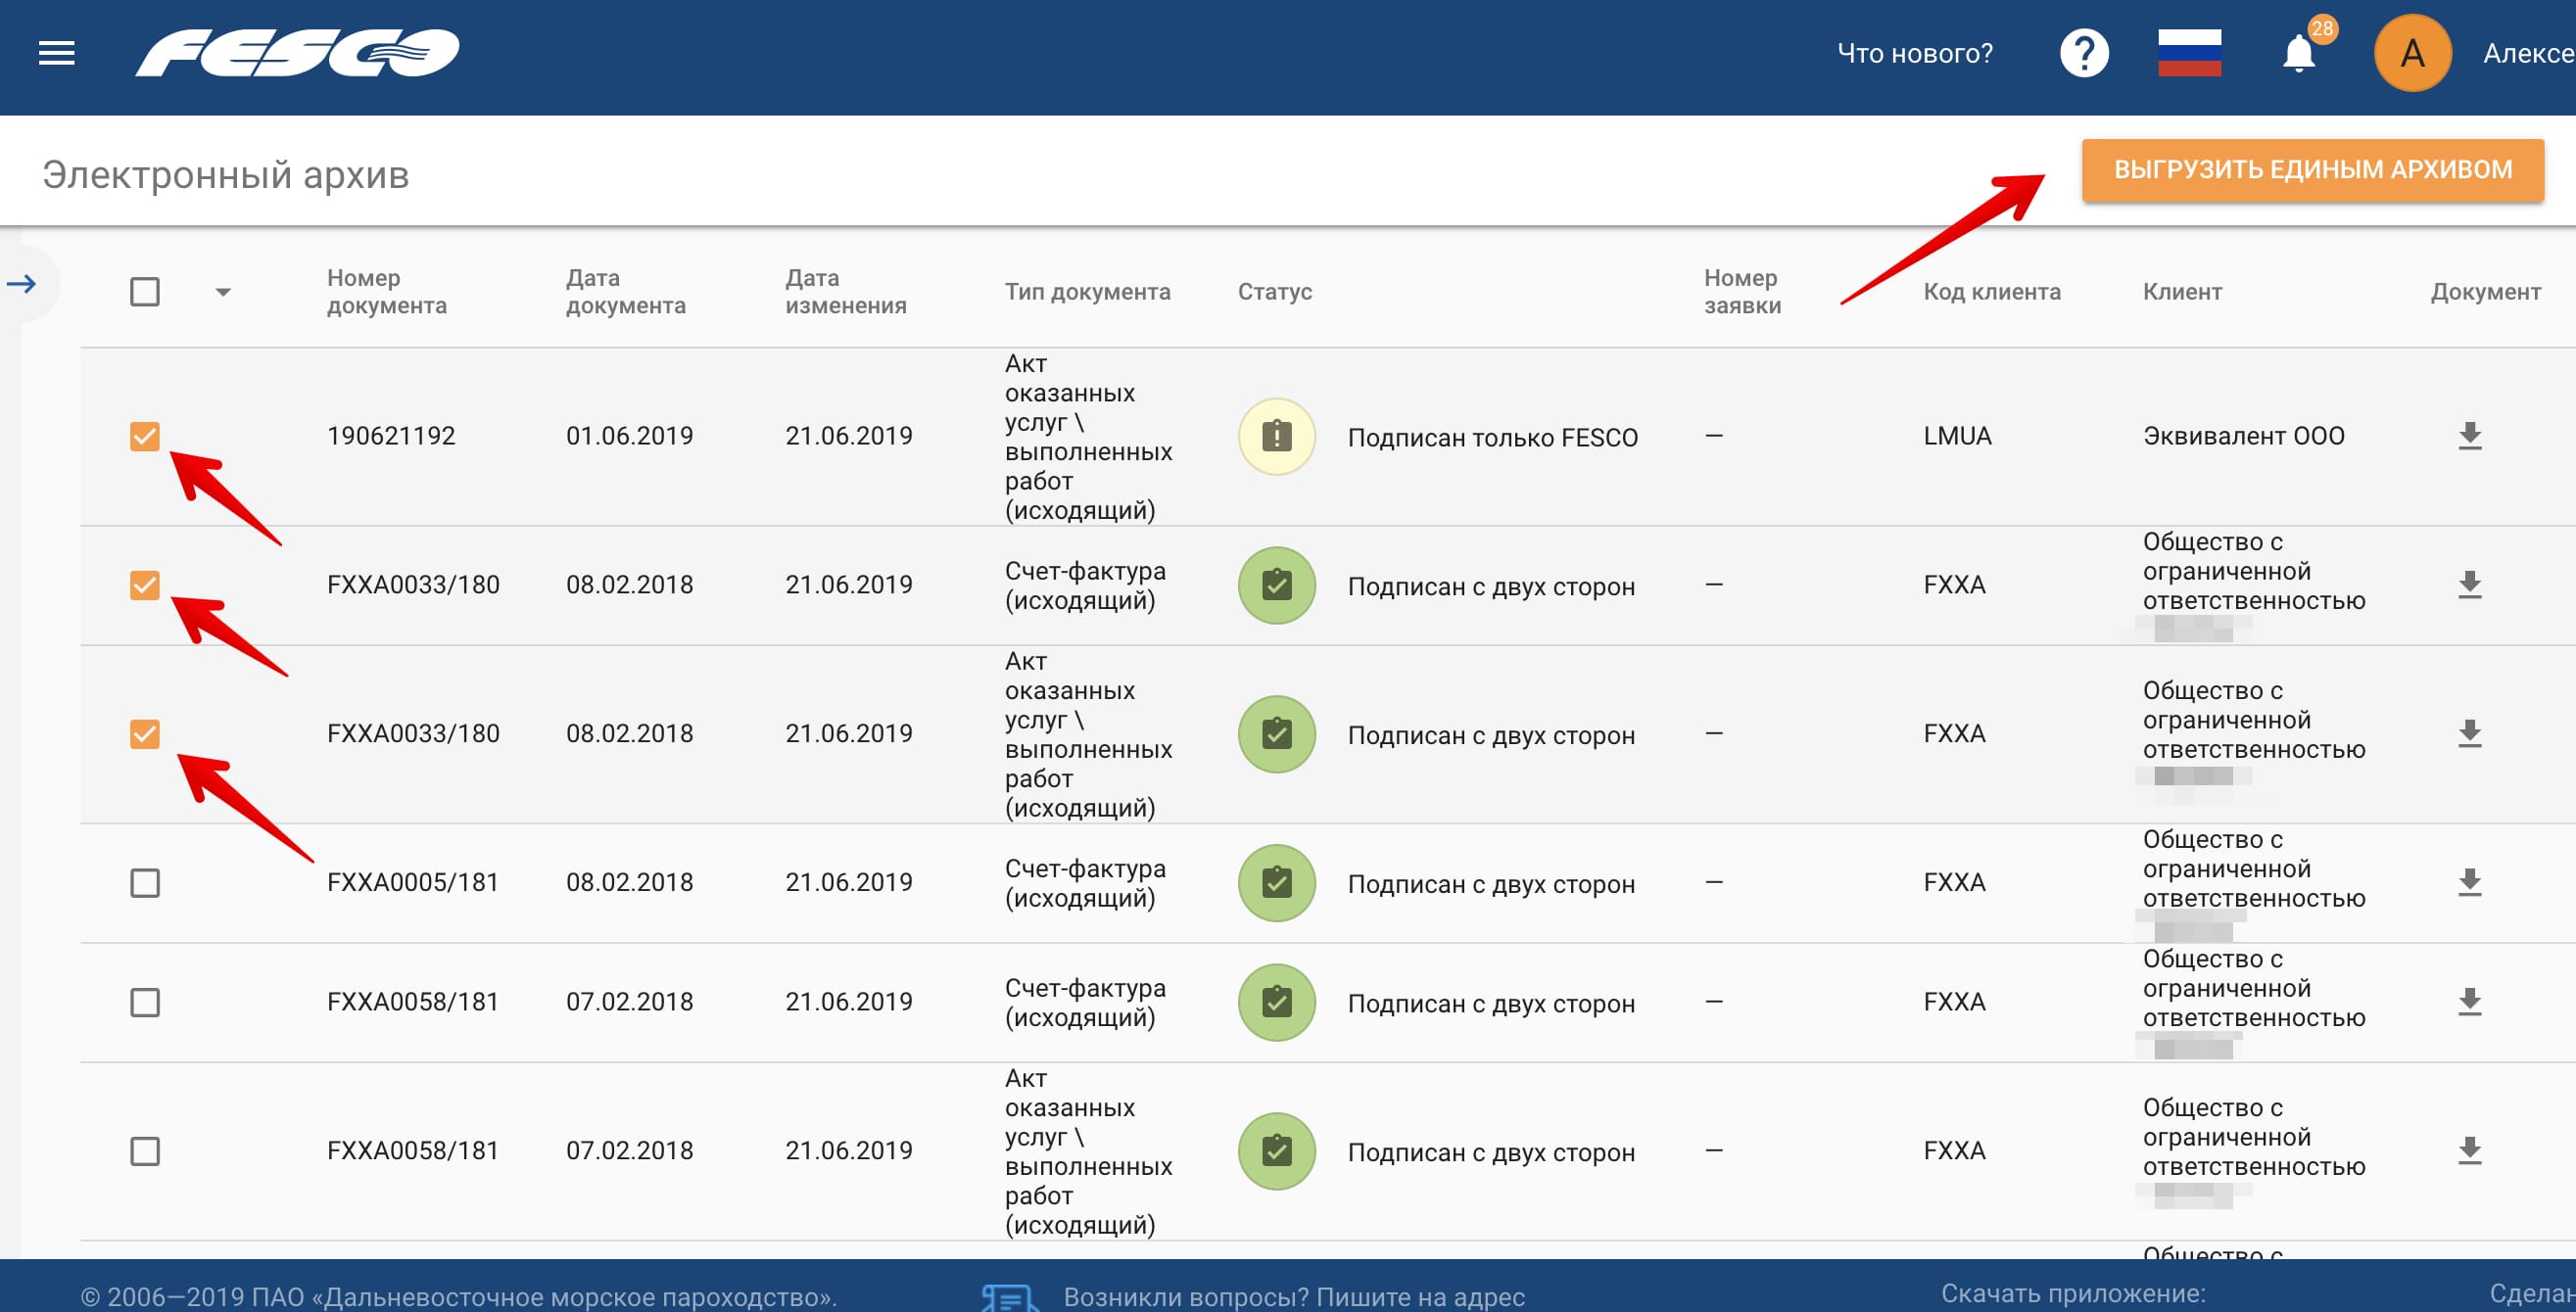 FESCO
Что нового?
?
28
A
Алексе
Электронный архив
ВЫГРУЗИТЬ ЕДИНЫМ АРХИВОМ
Номер документа
Дата документа
Дата изменения
Тип документа
Статус
Номер заявки
Код клиента
Клиент
Документ
190621192
01.06.2019
21.06.2019
Акт
оказанных
услуг \
выполненных
работ
(исходящий)
Подписан только FESCO
—
LMUA
Эквивалент ООО
FXXA0033/180
08.02.2018
21.06.2019
Счет-фактура
(исходящий)
Подписан с двух сторон
—
FXXA
Общество с
ограниченной
ответственностью
FXXA0033/180
08.02.2018
21.06.2019
Акт
оказанных
услуг \
выполненных
работ
(исходящий)
Подписан с двух сторон
—
FXXA
Общество с
ограниченной
ответственностью
FXXA0005/181
08.02.2018
21.06.2019
Счет-фактура
(исходящий)
Подписан с двух сторон
—
FXXA
Общество с
ограниченной
ответственностью
FXXA0058/181
07.02.2018
21.06.2019
Счет-фактура
(исходящий)
Подписан с двух сторон
—
FXXA
Общество с
ограниченной
ответственностью
FXXA0058/181
07.02.2018
21.06.2019
Акт
оказанных
услуг \
выполненных
работ
(исходящий)
Подписан с двух сторон
—
FXXA
Общество с
ограниченной
ответственностью
Общество с
© 2006—2019 ПАО «Дальневосточное морское пароходство».
Возникли вопросы? Пишите на адрес
Скачать приложение:
Сделан